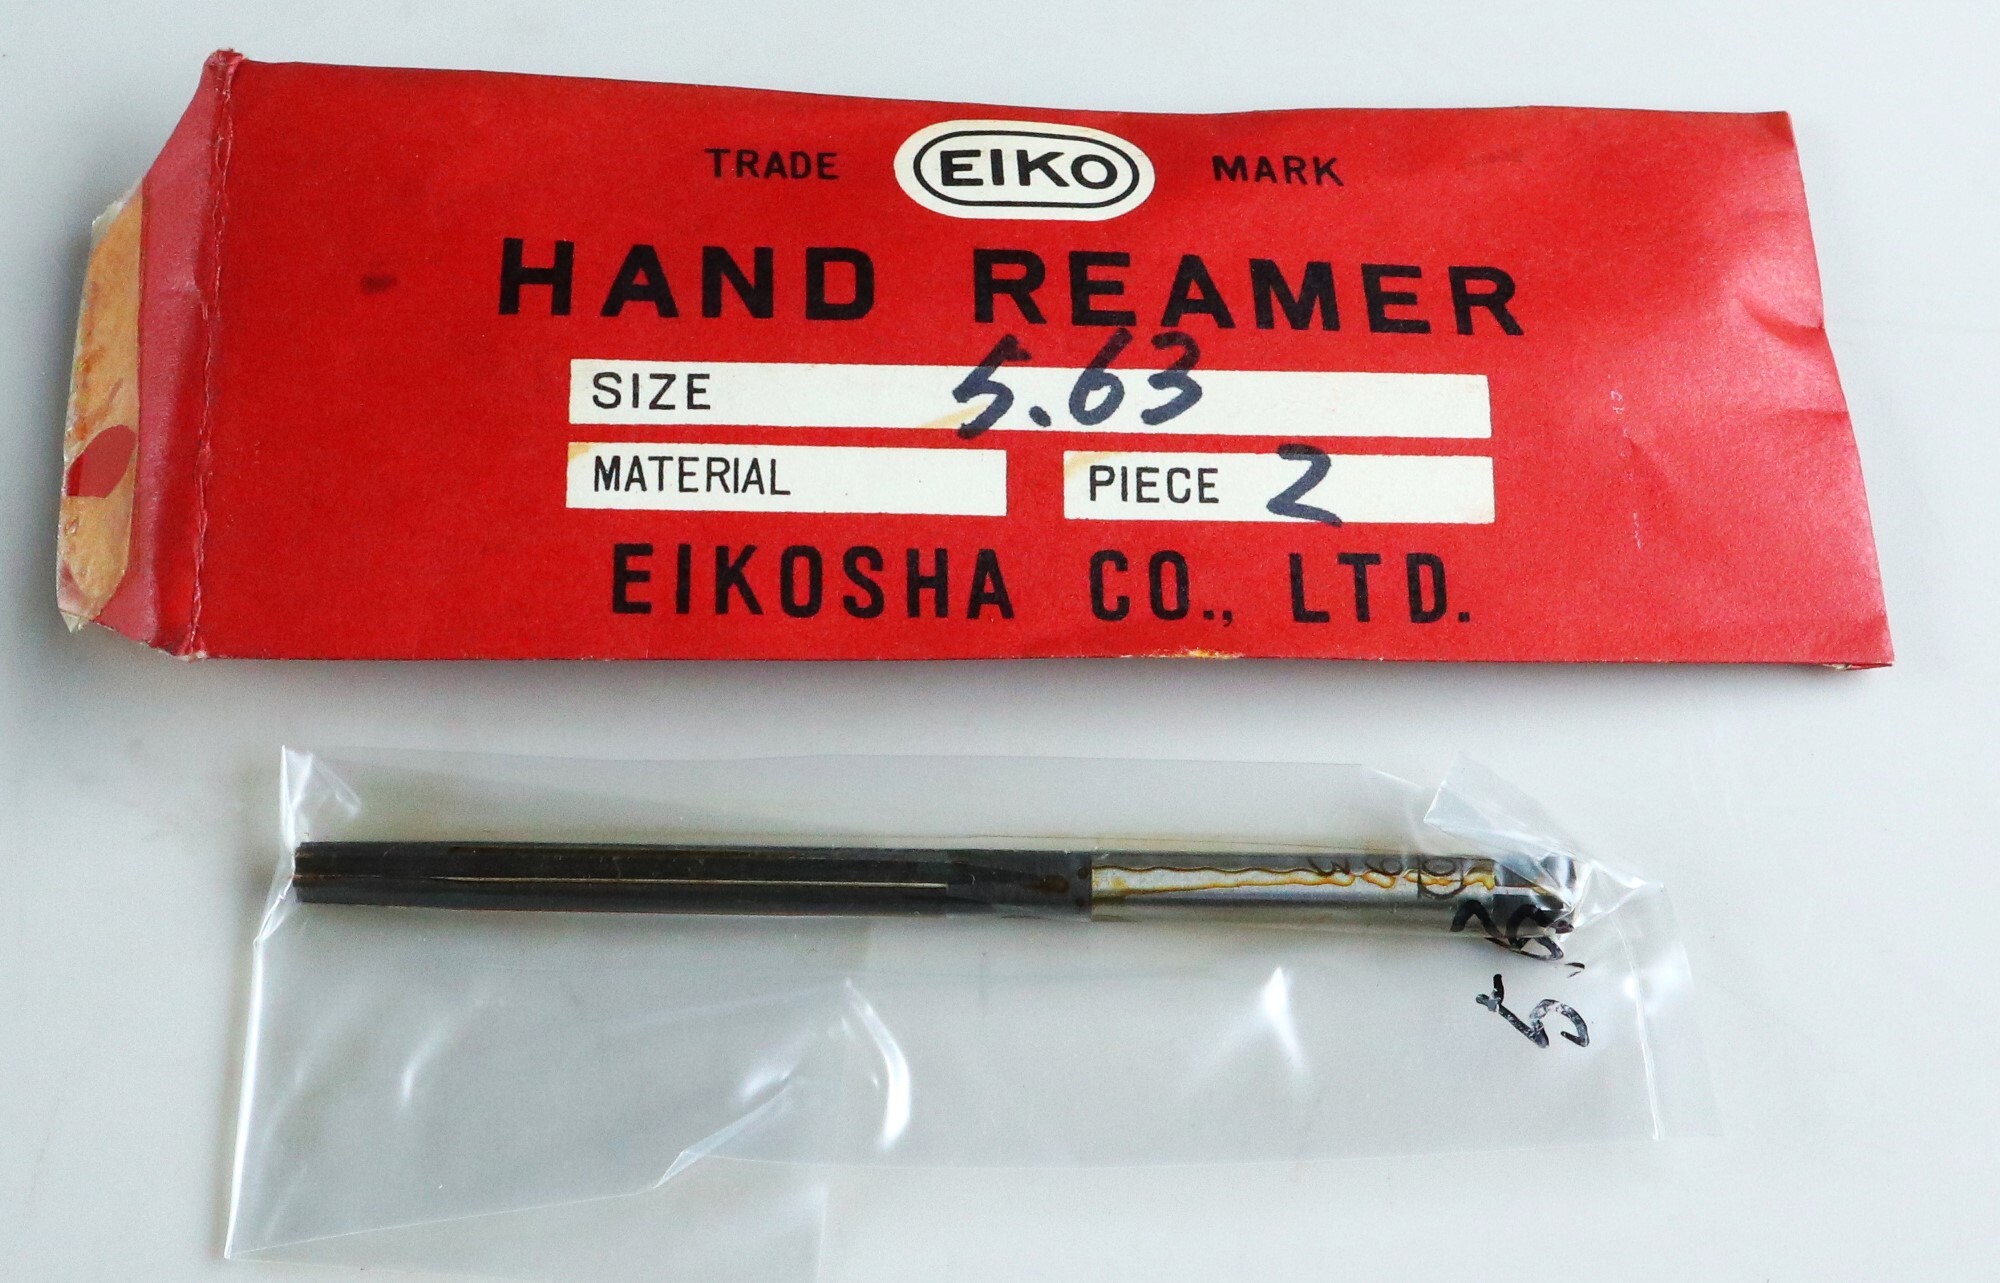 TRADE EIKO MARK
HAND REAMER
SIZE 5.63
MATERIAL PIECE 2
EIKOSHA CO., LTD.